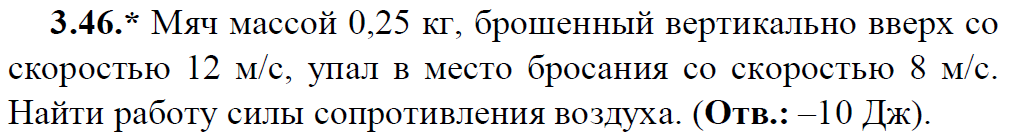 3.46.* Мяч массой 0,25 кг, брошенный вертикально вверх со
скоростью 12 м/с, упал в место бросания со скоростью 8 м/с.
Найти работу силы сопротивления воздуха. (Отв.: –10 Дж).